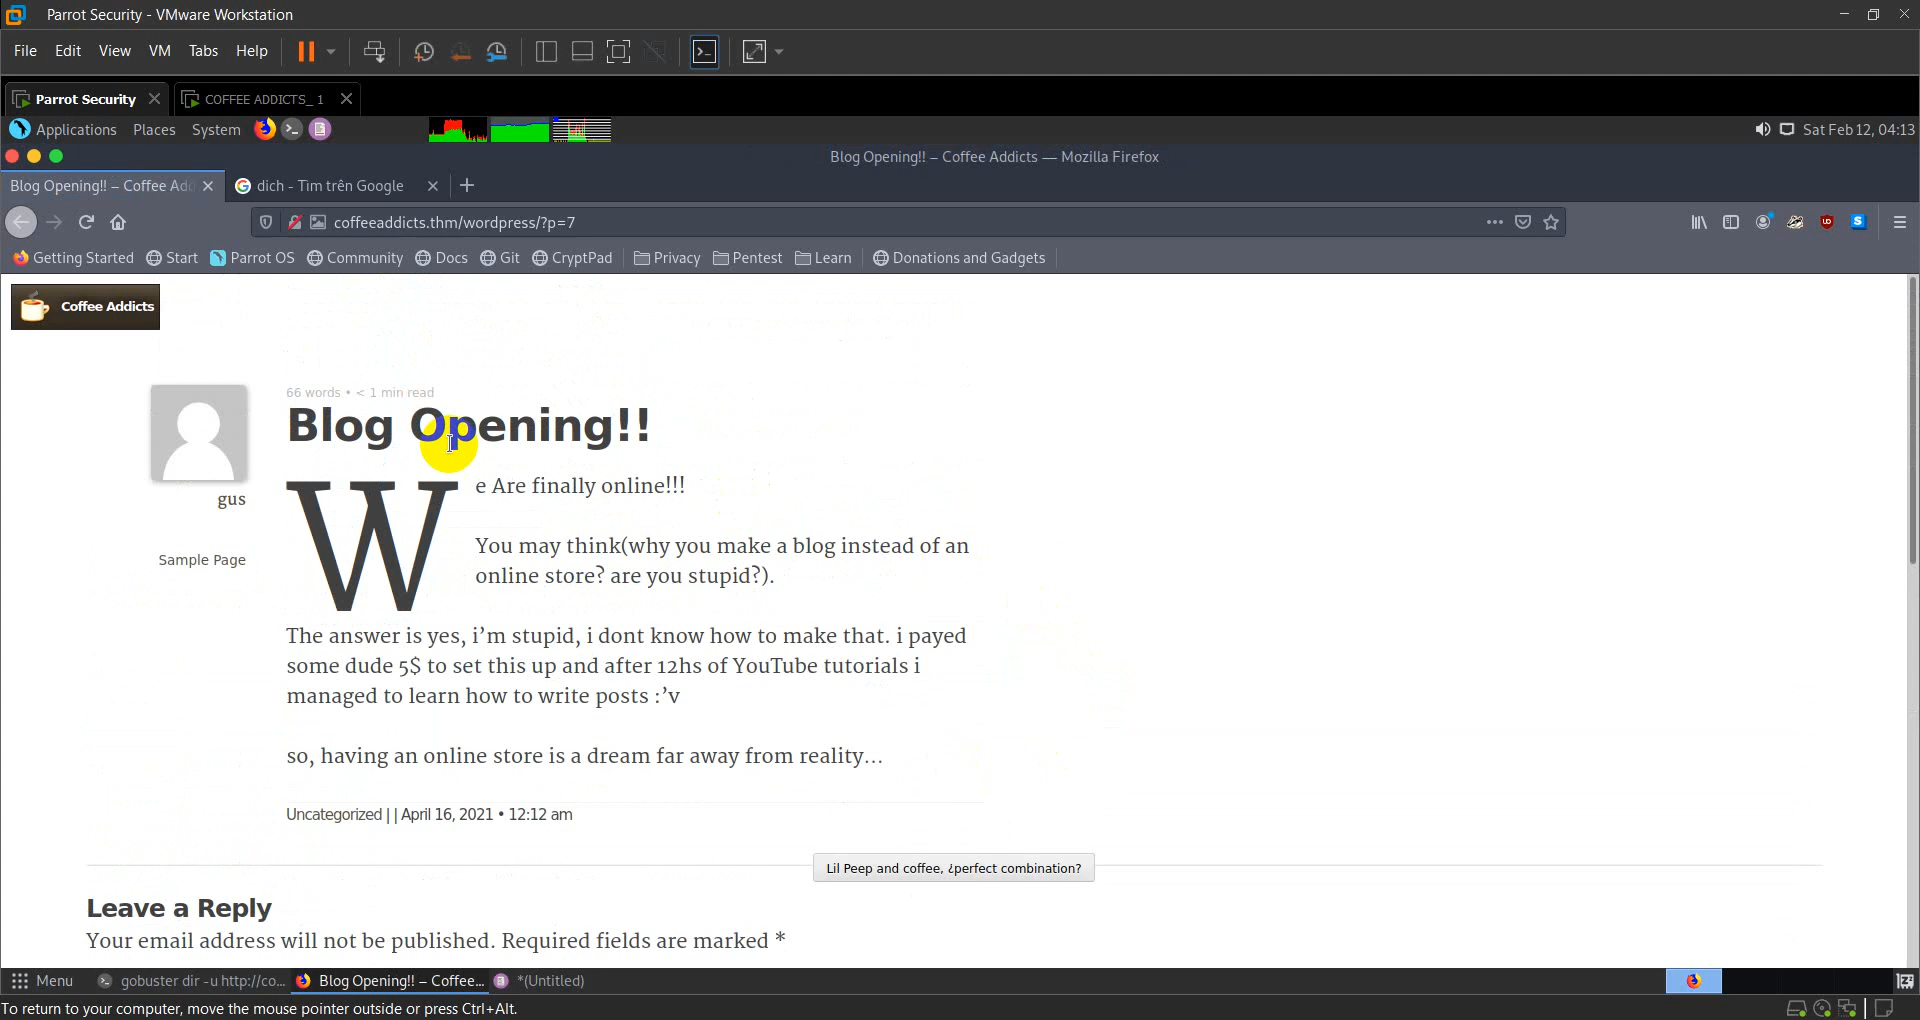 Parrot Security - VMware Workstation
File Edit View VM Tabs Help
Parrot Security COFFEE ADDICTS_ 1
Applications Places System Sat Feb 12, 04:13
Blog Opening!! – Coffee Addicts — Mozilla Firefox
Blog Opening!! – Coffee Add dich - Tìm trên Google
coffeeaddicts.thm/wordpress/?p=7
Getting Started Start Parrot OS Community Docs Git CryptPad Privacy Pentest Learn Donations and Gadgets
Coffee Addicts
66 words • < 1 min read
Blog Opening!!
We Are finally online!!!
gus
You may think(why you make a blog instead of an
online store? are you stupid?).
Sample Page
The answer is yes, i’m stupid, i dont know how to make that. i payed
some dude 5$ to set this up and after 12hs of YouTube tutorials i
managed to learn how to write posts :’v
so, having an online store is a dream far away from reality…
Uncategorized | | April 16, 2021 • 12:12 am
Lil Peep and coffee, ¿perfect combination?
Leave a Reply
Your email address will not be published. Required fields are marked *
Menu gobuster dir -u http://co... Blog Opening!! – Coffee... *(Untitled)
To return to your computer, move the mouse pointer outside or press Ctrl+Alt.